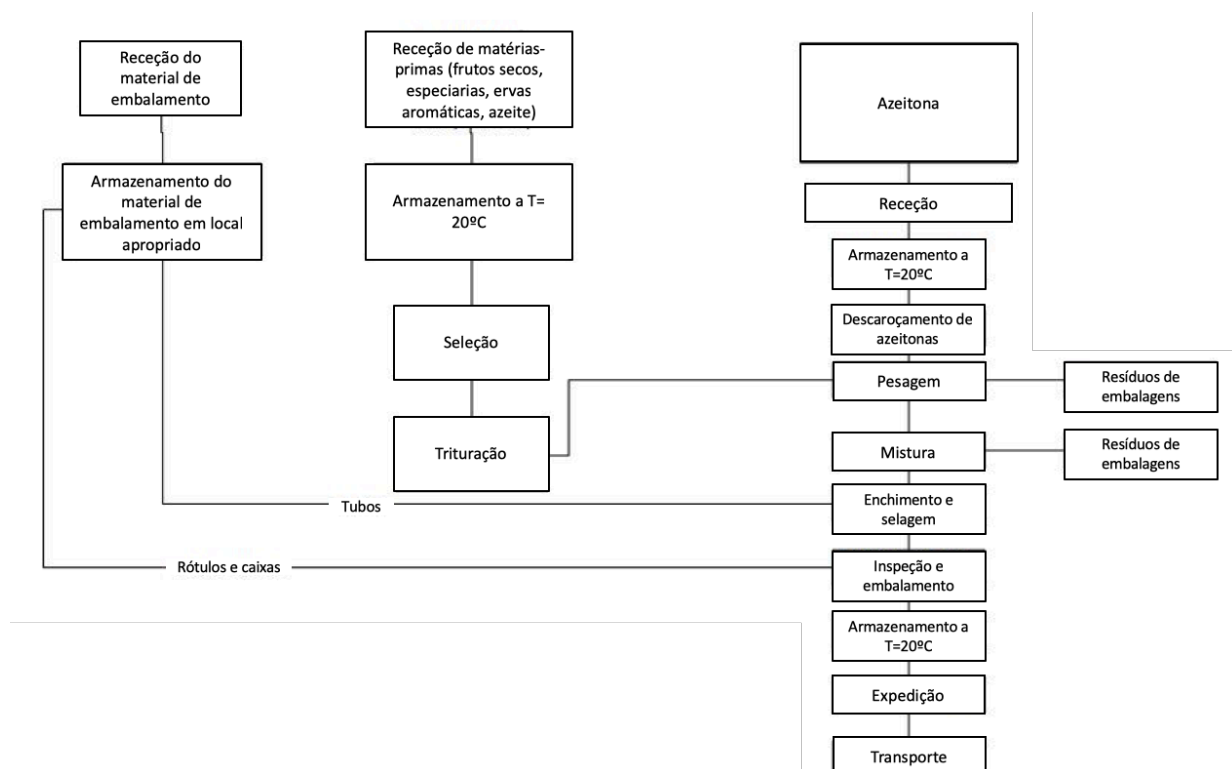 Receção do
material de
embalamento
Armazenamento do
material de
embalamento em local
apropriado
Receção de matérias-
primas (frutos secos,
especiarias, ervas
aromáticas, azeite)
Armazenamento a T=
20ºC
Seleção
Trituração
Azeitona
Receção
Armazenamento a
T=20ºC
Descaroçamento de
azeitonas
Pesagem
Resíduos de
embalagens
Mistura
Resíduos de
embalagens
Tubos
Enchimento e
selagem
Rótulos e caixas
Inspeção e
embalamento
Armazenamento a
T=20ºC
Expedição
Transporte